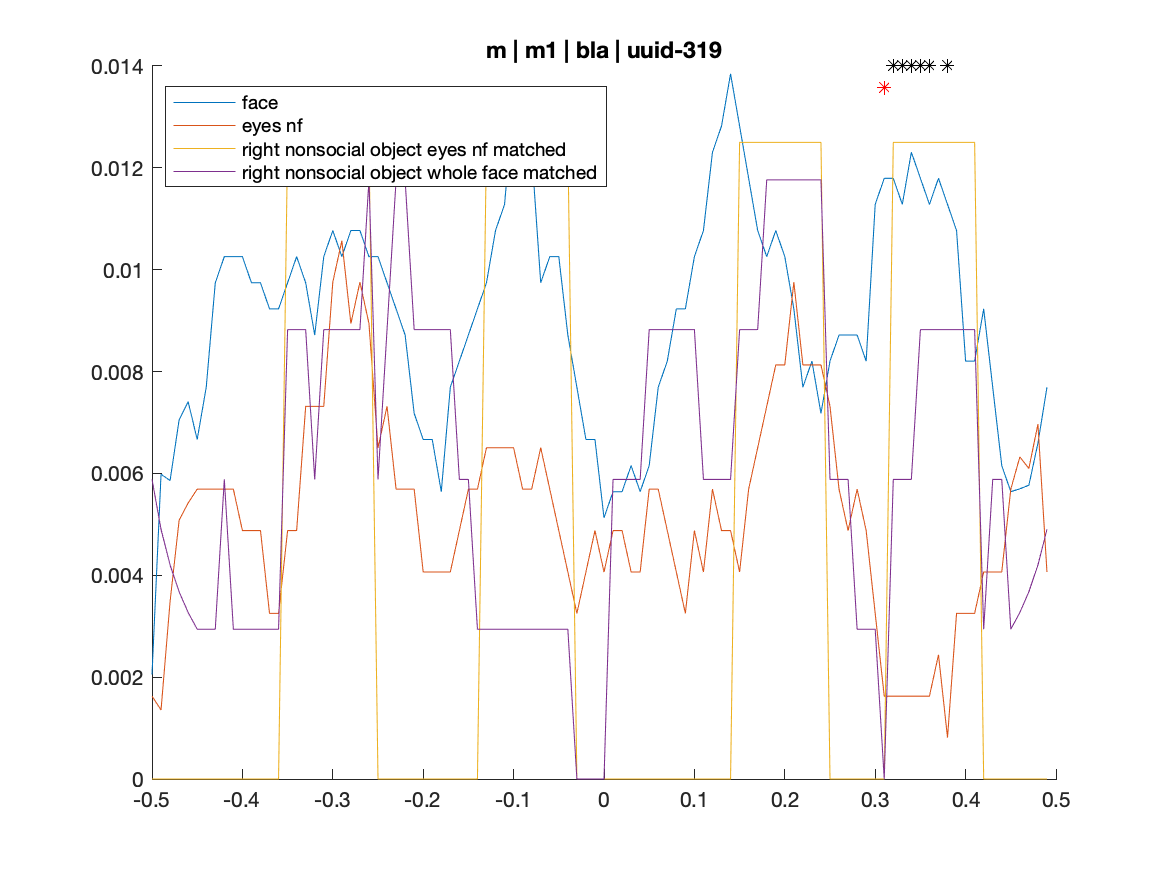 m | m1 | bla | uuid-319
0.014
face
eyes nf
right nonsocial object eyes nf matched
right nonsocial object whole face matched
0.012
0.01
0.008
0.006
0.004
0.002
0
-0.5 -0.4 -0.3 -0.2 -0.1 0 0.1 0.2 0.3 0.4 0.5